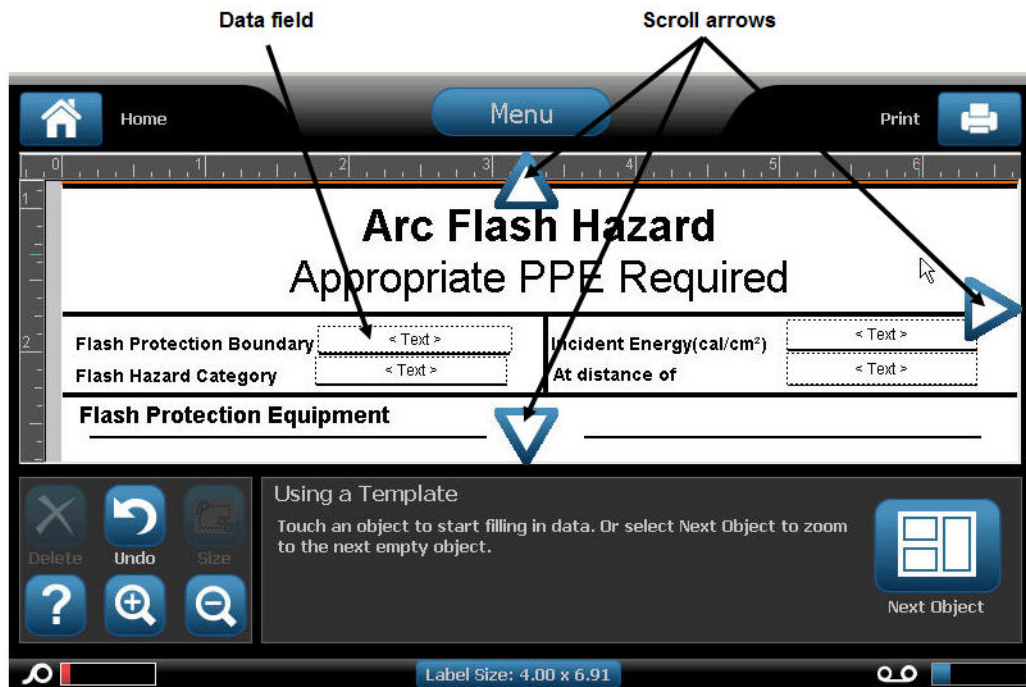 Data field
Scroll arrows
Home
Menu
Print
0 1 2 3 4 5 6
1
Arc Flash Hazard
Appropriate PPE Required
2
Flash Protection Boundary < Text >
Incident Energy(cal/cm²) < Text >
Flash Hazard Category < Text >
At distance of < Text >
Flash Protection Equipment
Using a Template
Touch an object to start filling in data. Or select Next Object to zoom
to the next empty object.
Delete
Undo
Size
?
Next Object
Label Size: 4.00 x 6.91